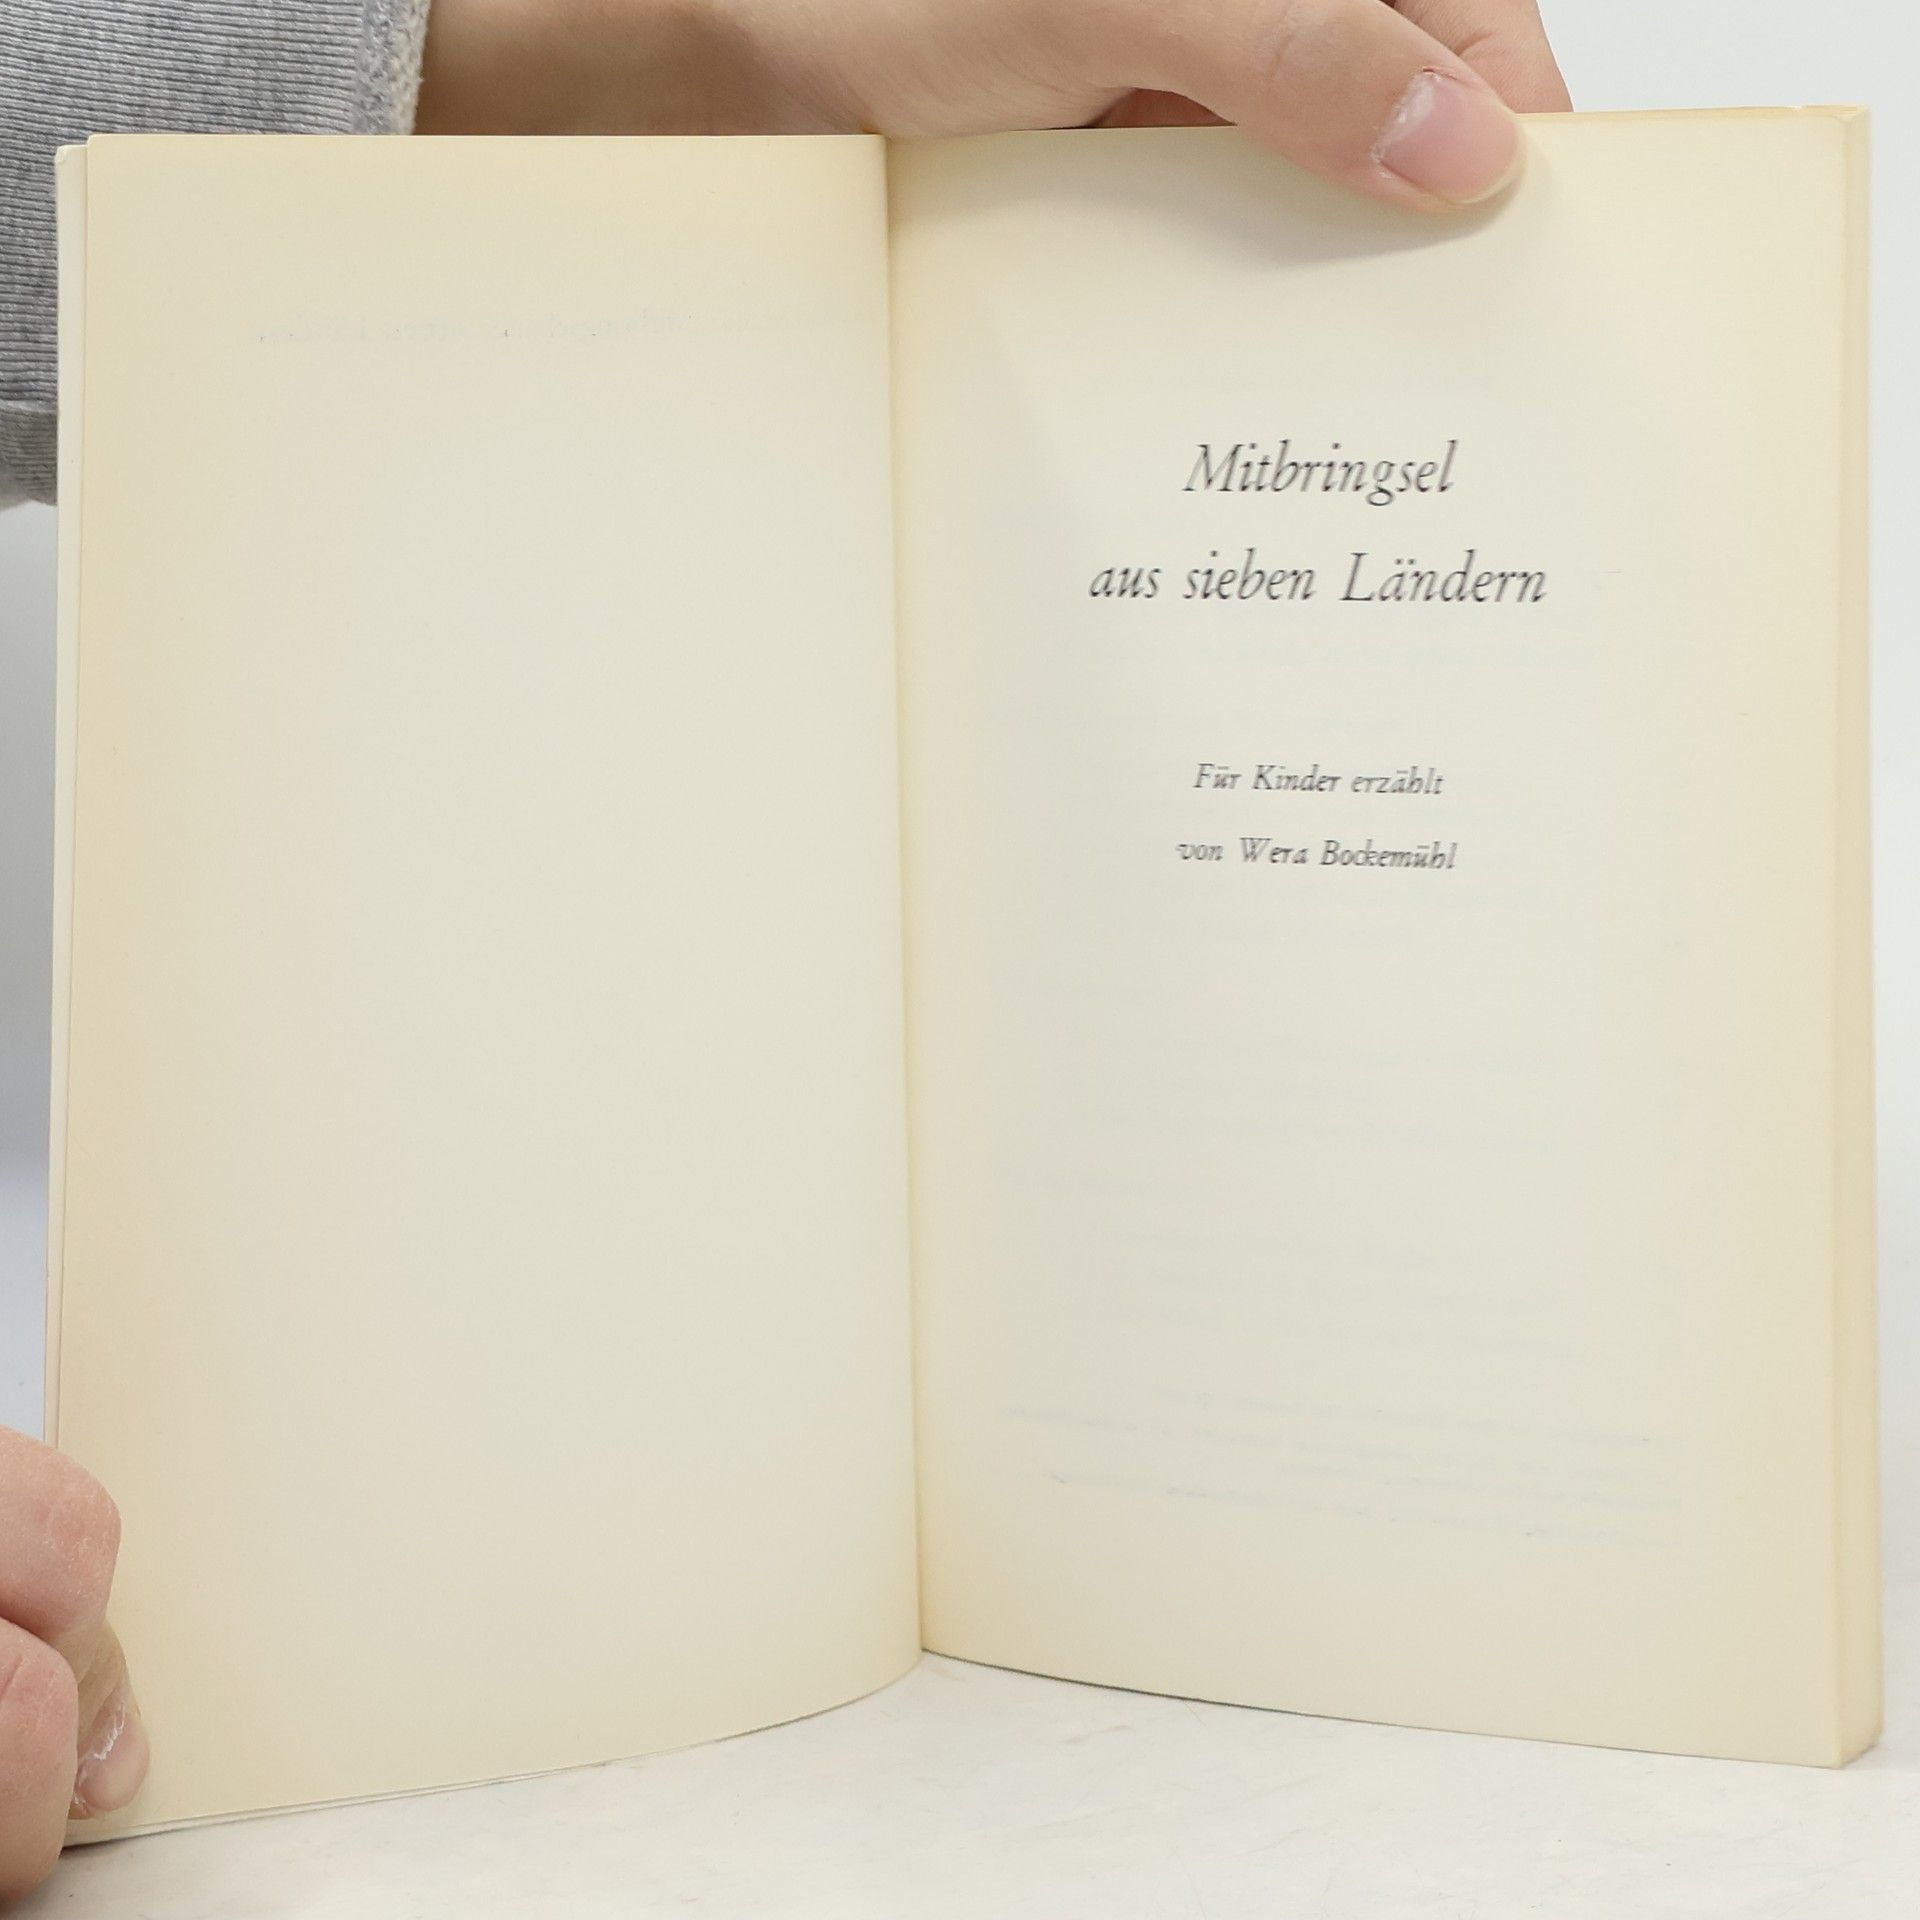 Mitbringsel
aus sieben Ländern
Für Kinder erzählt
von Wera Bockemühl